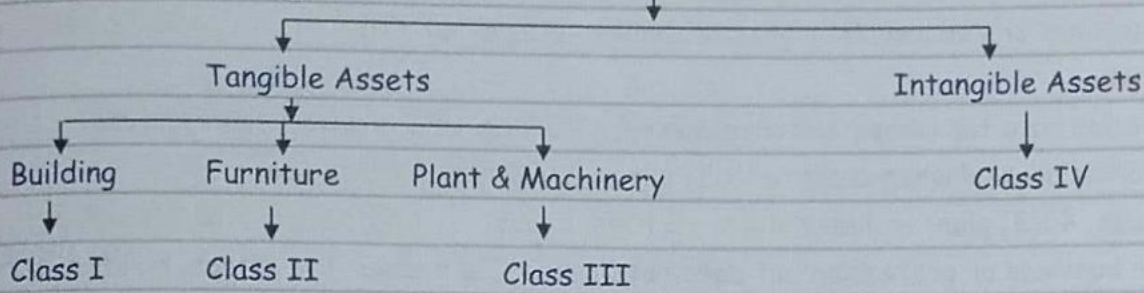 Tangible Assets Intangible Assets
Building Furniture Plant & Machinery Class IV
Class I Class II Class III